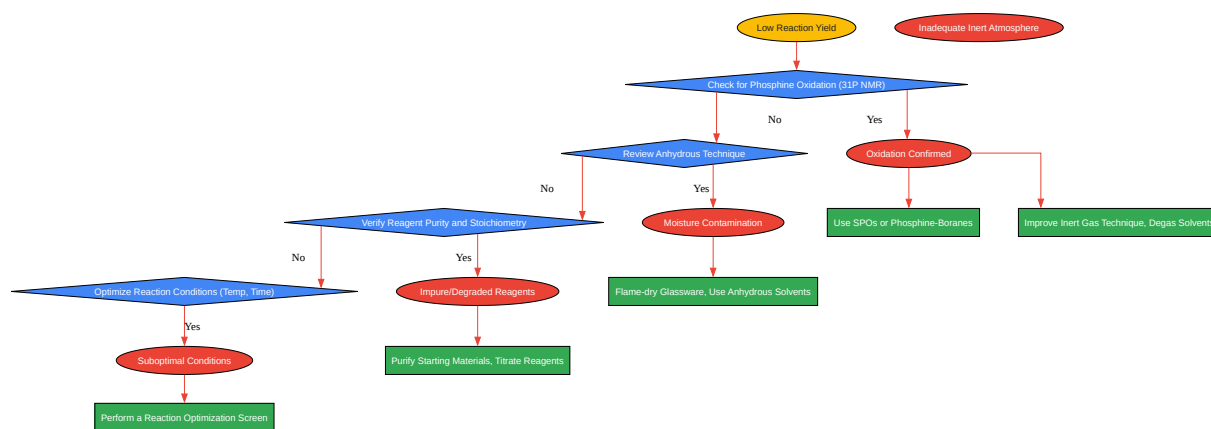 Low Reaction Yield
Inadequate Inert Atmosphere
Check for Phosphine Oxidation (31P NMR)
No
Yes
Review Anhydrous Technique
Oxidation Confirmed
No
Yes
Verify Reagent Purity and Stoichiometry
Moisture Contamination
Use SPOs or Phosphine-Boranes
Improve Inert Gas Technique, Degas Solvents
No
Yes
Optimize Reaction Conditions (Temp, Time)
Impure/Degraded Reagents
Flame-dry Glassware, Use Anhydrous Solvents
Yes
Suboptimal Conditions
Purify Starting Materials, Titrate Reagents
Perform a Reaction Optimization Screen